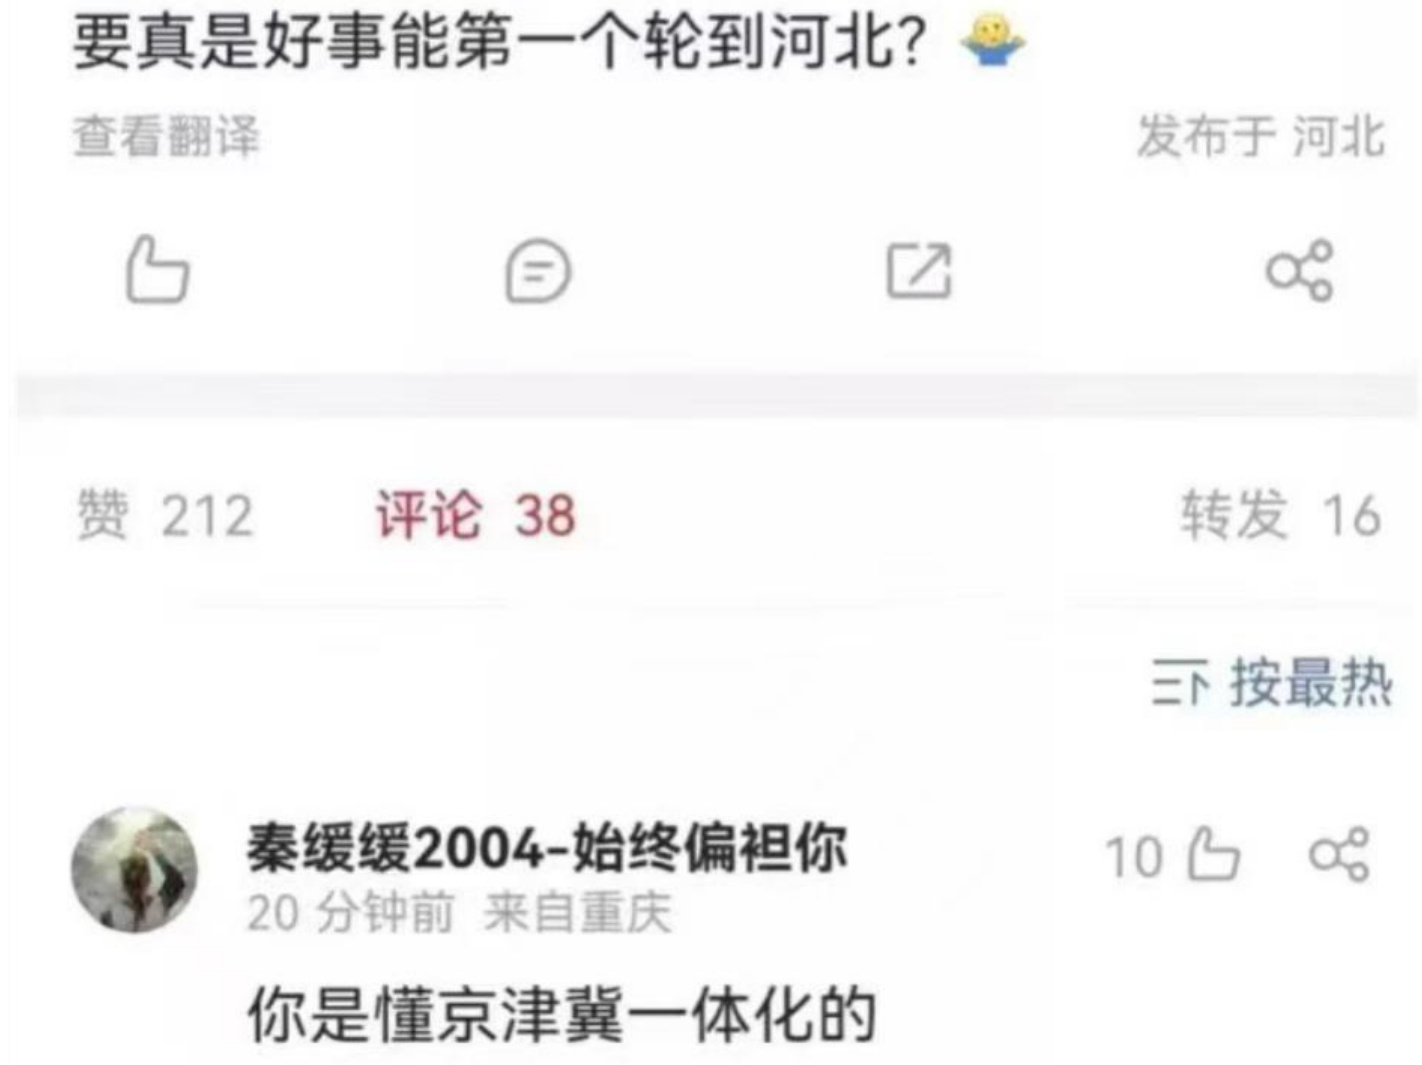 要真是好事能第一个轮到河北？🤷
查看翻译 发布于 河北
赞 212 评论 38 转发 16
按最热
秦缓缓2004-始终偏袒你 10
20 分钟前 来自重庆
你是懂京津冀一体化的